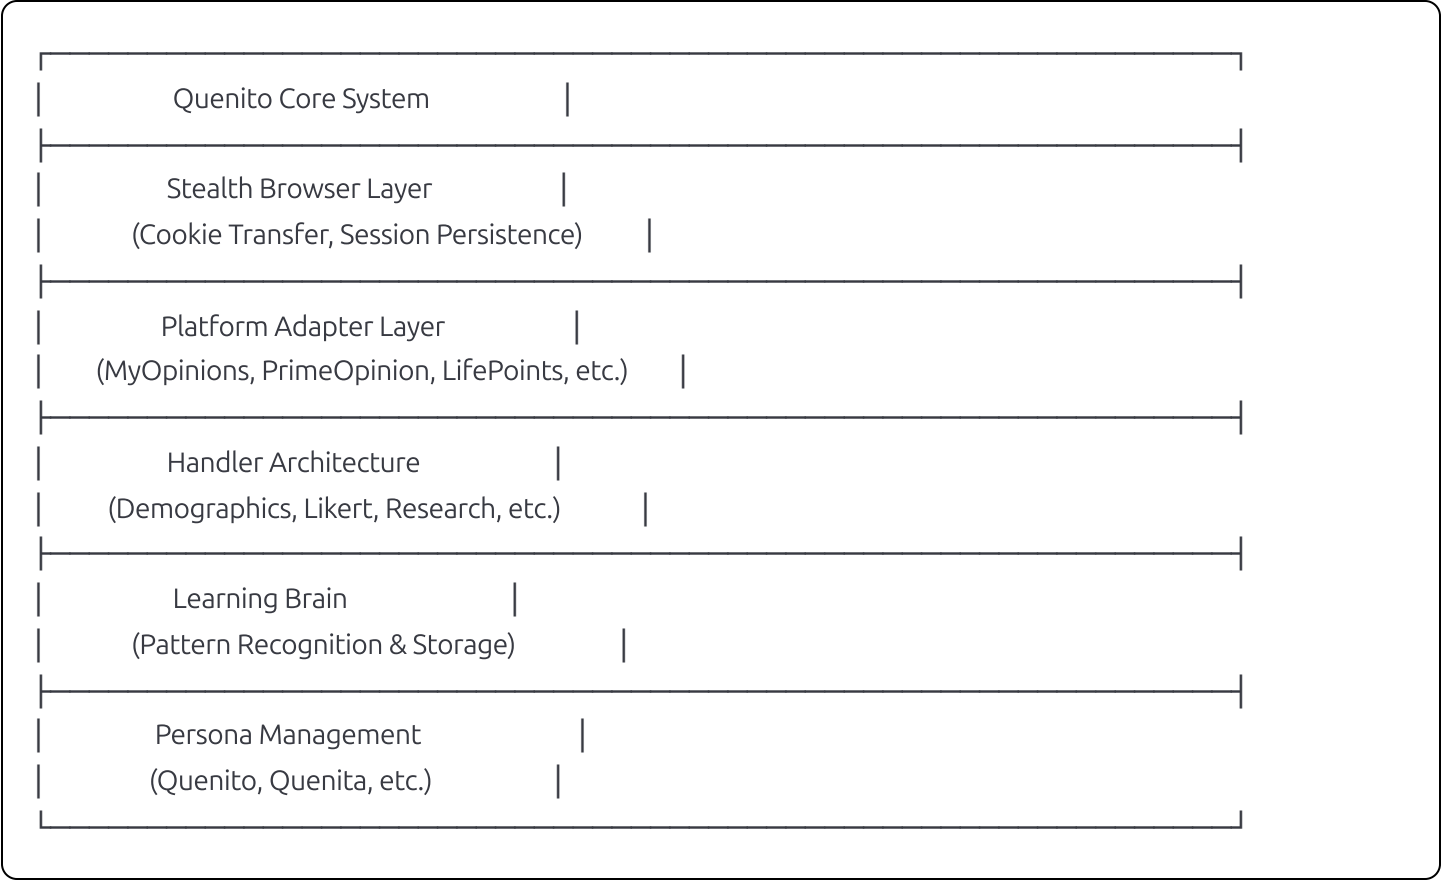 Quenito Core System
Stealth Browser Layer
(Cookie Transfer, Session Persistence)
Platform Adapter Layer
(MyOpinions, PrimeOpinion, LifePoints, etc.)
Handler Architecture
(Demographics, Likert, Research, etc.)
Learning Brain
(Pattern Recognition & Storage)
Persona Management
(Quenito, Quenita, etc.)